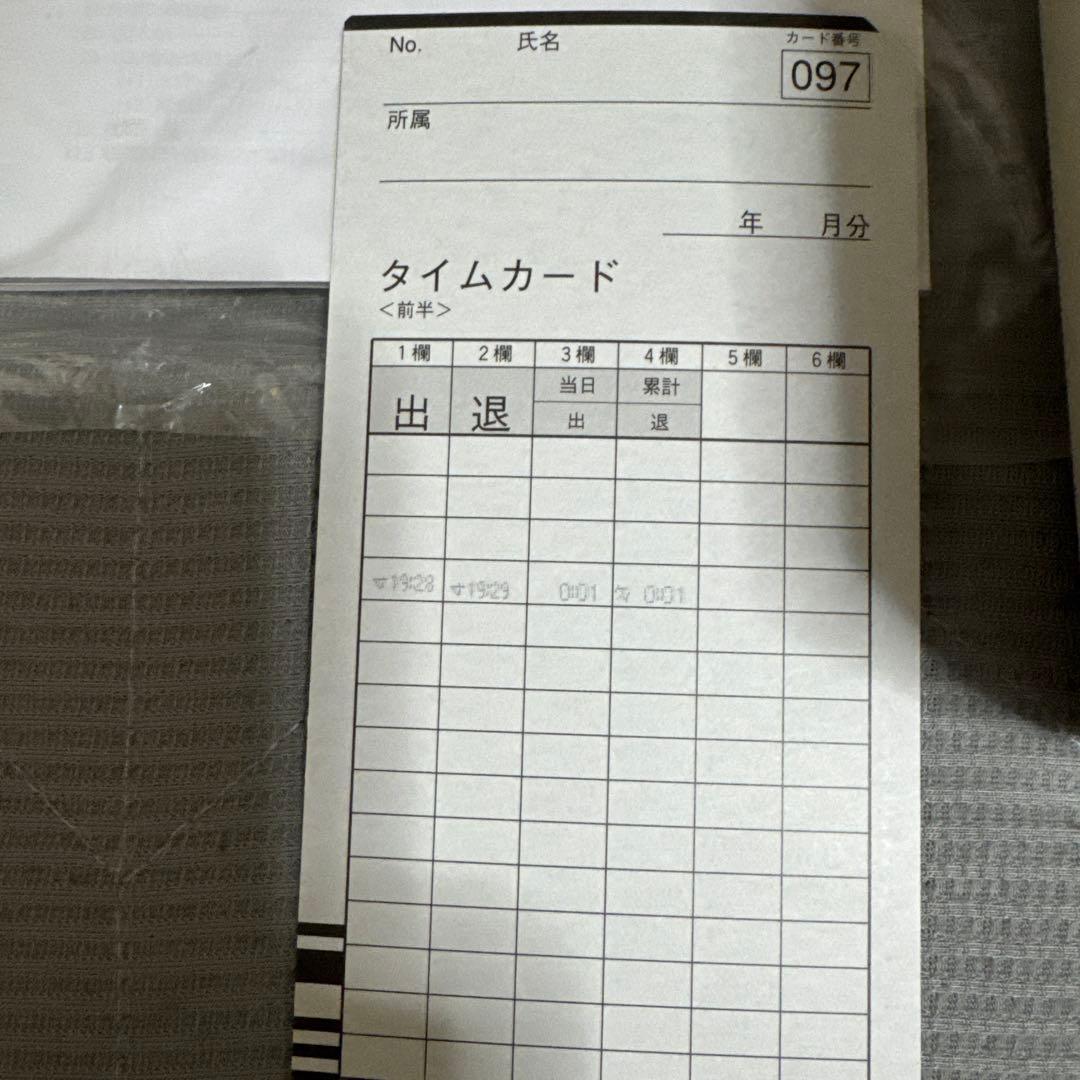 No. 氏名 カード番号
097
所属
年 月分
タイムカード
<前半>
1欄 2欄 3欄 4欄 5欄 6欄
出 退 当日 累計
出 退
19:28 19:29 0:01 0:01